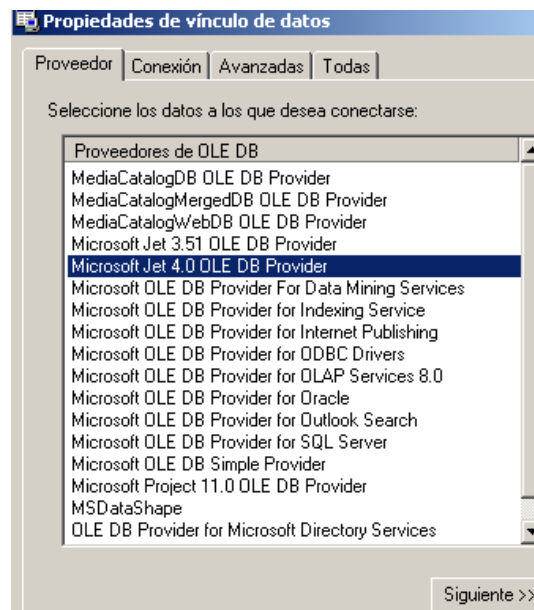 Propiedades de vínculo de datos
Proveedor Conexión Avanzadas Todas
Seleccione los datos a los que desea conectarse:
Proveedores de OLE DB
MediaCatalogDB OLE DB Provider
MediaCatalogMergedDB OLE DB Provider
MediaCatalogWebDB OLE DB Provider
Microsoft Jet 3.51 OLE DB Provider
Microsoft Jet 4.0 OLE DB Provider
Microsoft OLE DB Provider For Data Mining Services
Microsoft OLE DB Provider for Indexing Service
Microsoft OLE DB Provider for Internet Publishing
Microsoft OLE DB Provider for ODBC Drivers
Microsoft OLE DB Provider for OLAP Services 8.0
Microsoft OLE DB Provider for Oracle
Microsoft OLE DB Provider for Outlook Search
Microsoft OLE DB Provider for SQL Server
Microsoft OLE DB Simple Provider
Microsoft Project 11.0 OLE DB Provider
MSDataShape
OLE DB Provider for Microsoft Directory Services
Siguiente >>